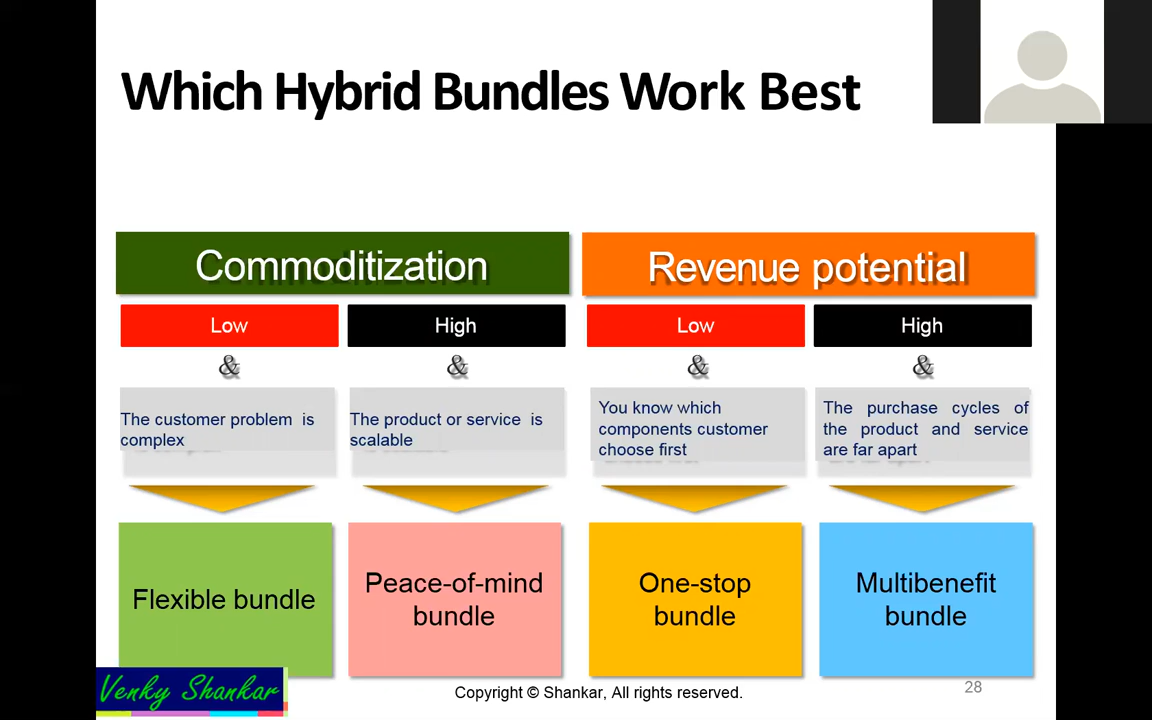 Which Hybrid Bundles Work Best
Commoditization
Revenue potential
Low
High
Low
High
&
&
&
&
The customer problem is
complex
The product or service is
scalable
You know which
components customer
choose first
The purchase cycles of
the product and service
are far apart
Flexible bundle
Peace-of-mind
bundle
One-stop
bundle
Multibenefit
bundle
Venky Shankar
Copyright © Shankar, All rights reserved.
28